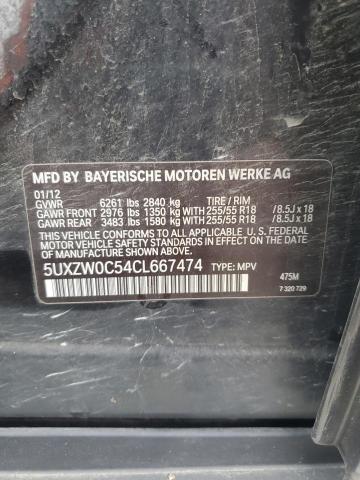 MFD BY BAYERISCHE MOTOREN WERKE AG
01/12
GVWR 6261 lbs 2840 kg TIRE / RIM
GAWR FRONT 2976 lbs 1350 kg WITH 255/55 R18 / 8.5J x 18
GAWR REAR 3483 lbs 1580 kg WITH 255/55 R18 / 8.5J x 18
THIS VEHICLE CONFORMS TO ALL APPLICABLE U. S. FEDERAL
MOTOR VEHICLE SAFETY STANDARDS IN EFFECT ON THE DATE OF
MANUFACTURE SHOWN ABOVE.
5UXZW0C54CL667474 TYPE: MPV
475M
7 320 729